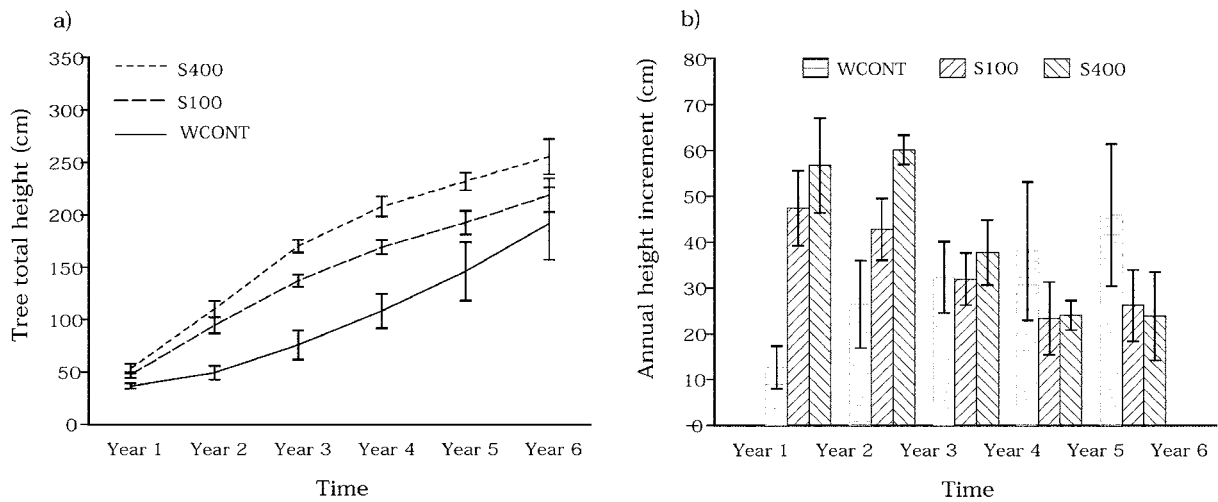 a)
350
300
250
200
150
100
50
0
Tree total height (cm)
S400
S100
WCONT
Year 1 Year 2 Year 3 Year 4 Year 5 Year 6
Time
b)
80
70
60
50
40
30
20
10
0
Annual height increment (cm)
WCONT S100 S400
Year 1 Year 2 Year 3 Year 4 Year 5 Year 6
Time